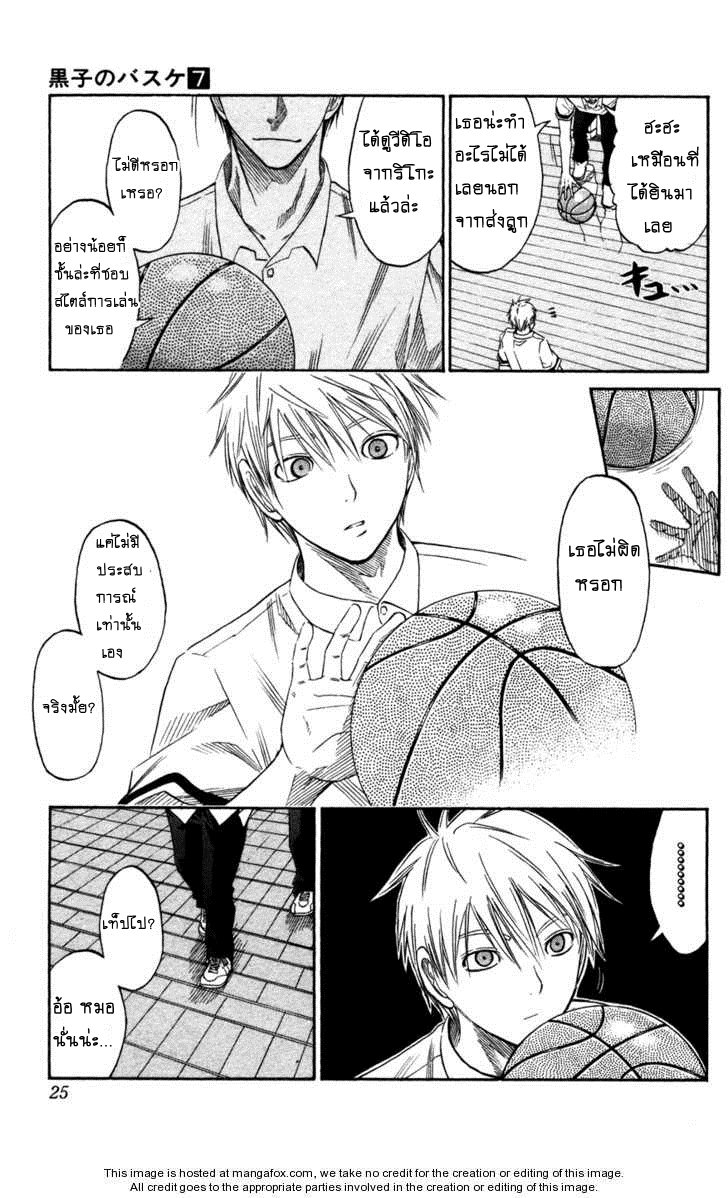 黒子のバスケ7
ฮะฮะ
เหมือนที่
ได้ยินมา
เลย
เธอน่ะทำ
อะไรไม่ได้
เลยนอก
จากส่งลูก
キュ…
ได้ดูวีดิโอ
จากริโกะ
แล้วล่ะ
ไม่ดีหรอก
เหรอ?
อย่างน้อยก็
ชั้นล่ะที่ชอบ
สไตล์การเล่น
ของเธอ
เธอไม่ผิด
หรอก
แค่ไม่มี
ประสบ
การณ์
เท่านั้น
เอง
จริงมั้ย?
.........
เท็ปไป?
อ้อ หมอ
นั่นน่ะ...
25
This image is hosted at mangafox.com, we take no credit for the creation or editing of this image.
All credit goes to the appropriate parties involved in the creation or editing of this image.